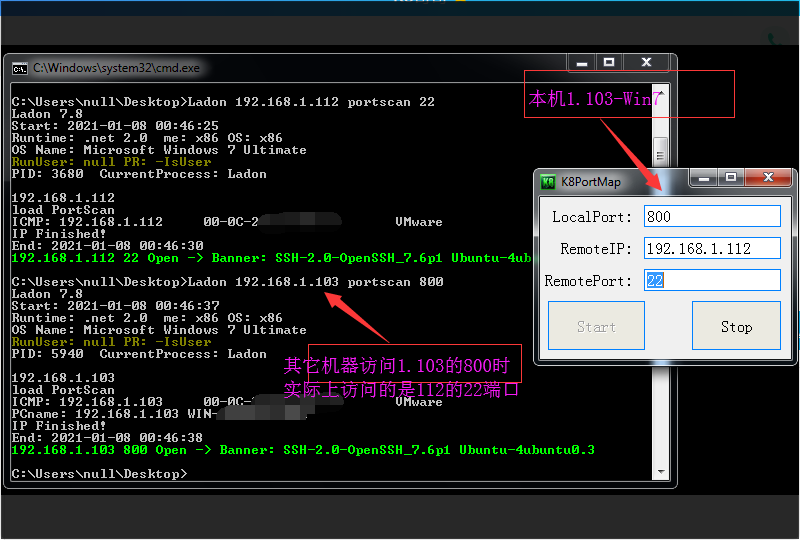 C:\Windows\system32\cmd.exe
C:\Users\null\Desktop>Ladon 192.168.1.112 portscan 22
Ladon 7.8
Start: 2021-01-08 00:46:25
Runtime: .net 2.0  me: x86 OS: x86
OS Name: Microsoft Windows 7 Ultimate
RunUser: null PR: -IsUser
PID: 3680  CurrentProcess: Ladon
192.168.1.112
load PortScan
ICMP: 192.168.1.112 00-0C-2 VMware
IP Finished!
End: 2021-01-08 00:46:30
192.168.1.112 22 Open -> Banner: SSH-2.0-OpenSSH_7.6p1 Ubuntu-4ub
C:\Users\null\Desktop>Ladon 192.168.1.103 portscan 800
Ladon 7.8
Start: 2021-01-08 00:46:37
Runtime: .net 2.0  me: x86 OS: x86
OS Name: Microsoft Windows 7 Ultimate
RunUser: null PR: -IsUser
PID: 5940  CurrentProcess: Ladon
192.168.1.103
load PortScan
ICMP: 192.168.1.103 00-0C-2 VMware
PCname: 192.168.1.103 WIN-
IP Finished!
End: 2021-01-08 00:46:38
192.168.1.103 800 Open -> Banner: SSH-2.0-OpenSSH_7.6p1 Ubuntu-4ubuntu0.3
C:\Users\null\Desktop>
其它机器访问1.103的800时
实际上访问的是112的22端口
本机1.103-Win7
K8 K8PortMap
LocalPort: 800
RemoteIP: 192.168.1.112
RemotePort: 22
Start Stop